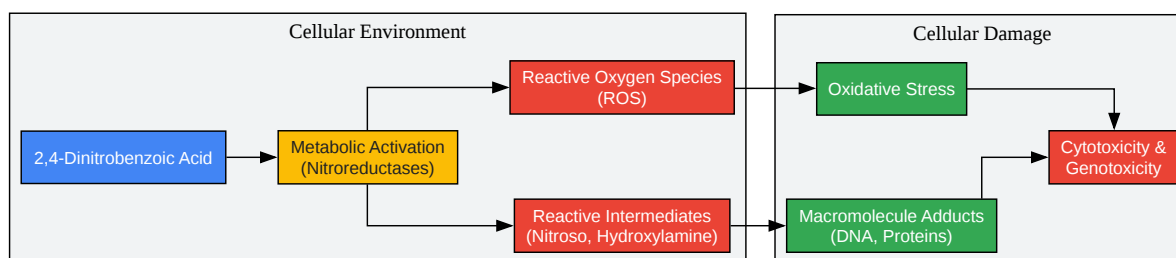 Cellular Environment
2,4-Dinitrobenzoic Acid
Metabolic Activation
(Nitroreductases)
Reactive Oxygen Species
(ROS)
Reactive Intermediates
(Nitroso, Hydroxylamine)
Cellular Damage
Oxidative Stress
Macromolecule Adducts
(DNA, Proteins)
Cytotoxicity &
Genotoxicity